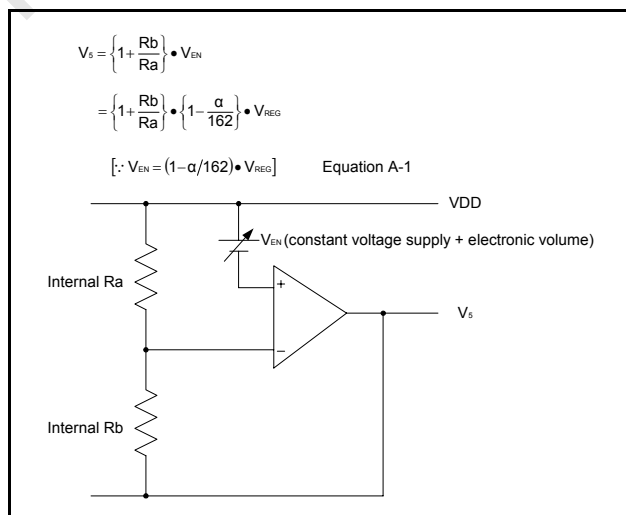 V5 = {1+ Rb/Ra} • VEN
= {1+ Rb/Ra} • {1− α/162} • VREG
[∵ VEN = (1−α/162) • VREG] Equation A-1
VDD
VEN (constant voltage supply + electronic volume)
Internal Ra
+
V5
−
Internal Rb